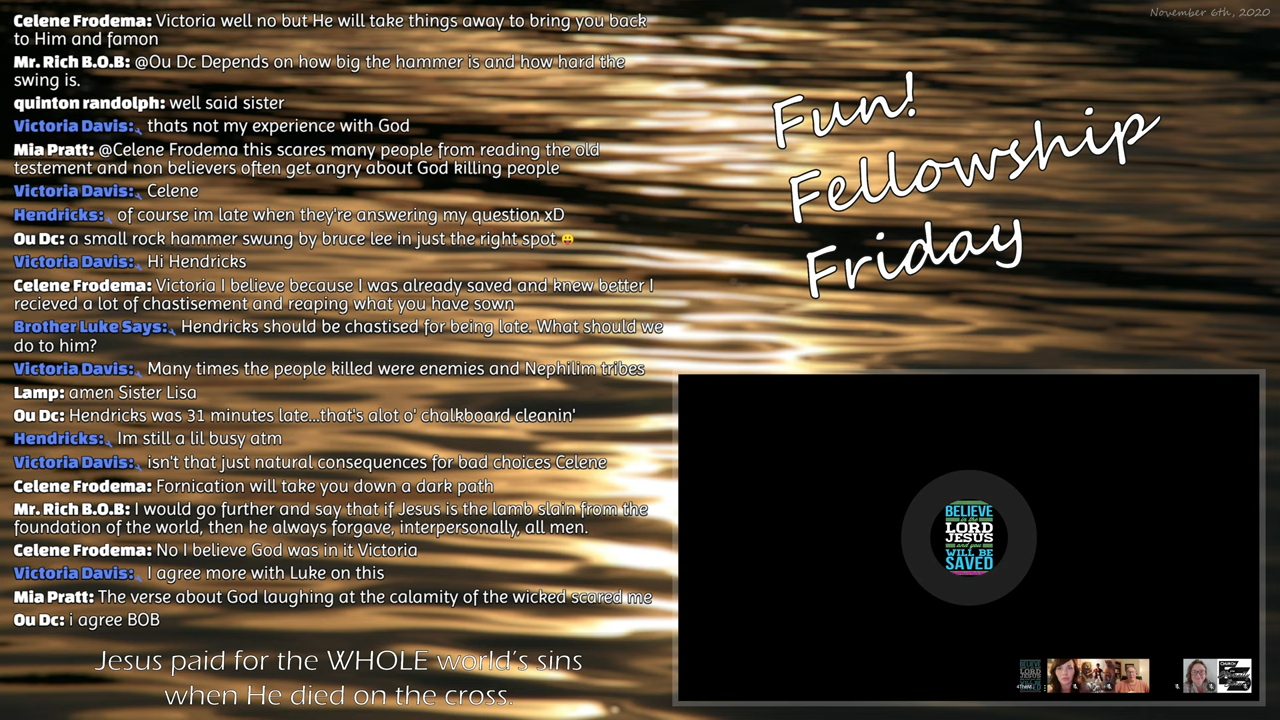 November 6th, 2020
Celene Frodema: Victoria well no but He will take things away to bring you back
to Him and famon
Mr. Rich B.O.B: @Ou Dc Depends on how big the hammer is and how hard the
swing is.
quinton randolph: well said sister
Victoria Davis: thats not my experience with God
Mia Pratt: @Celene Frodema this scares many people from reading the old
testement and non believers often get angry about God killing people
Victoria Davis: Celene
Hendricks: of course im late when they're answering my question xD
Ou Dc: a small rock hammer swung by bruce lee in just the right spot 😛
Victoria Davis: Hi Hendricks
Celene Frodema: Victoria I believe because I was already saved and knew better I
recieved a lot of chastisement and reaping what you have sown
Brother Luke Says: Hendricks should be chastised for being late. What should we
do to him?
Victoria Davis: Many times the people killed were enemies and Nephilim tribes
Lamp: amen Sister Lisa
Ou Dc: Hendricks was 31 minutes late...that's alot o' chalkboard cleanin'
Hendricks: Im still a lil busy atm
Victoria Davis: isn't that just natural consequences for bad choices Celene
Celene Frodema: Fornication will take you down a dark path
Mr. Rich B.O.B: I would go further and say that if Jesus is the lamb slain from the
foundation of the world, then he always forgave, interpersonally, all men.
Celene Frodema: No I believe God was in it Victoria
Victoria Davis: I agree more with Luke on this
Mia Pratt: The verse about God laughing at the calamity of the wicked scared me
Ou Dc: i agree BOB
Jesus paid for the WHOLE world's sins
when He died on the cross.
Fun!
Fellowship
Friday
BELIEVE
in the
LORD
JESUS
and you
WILL BE
SAVED